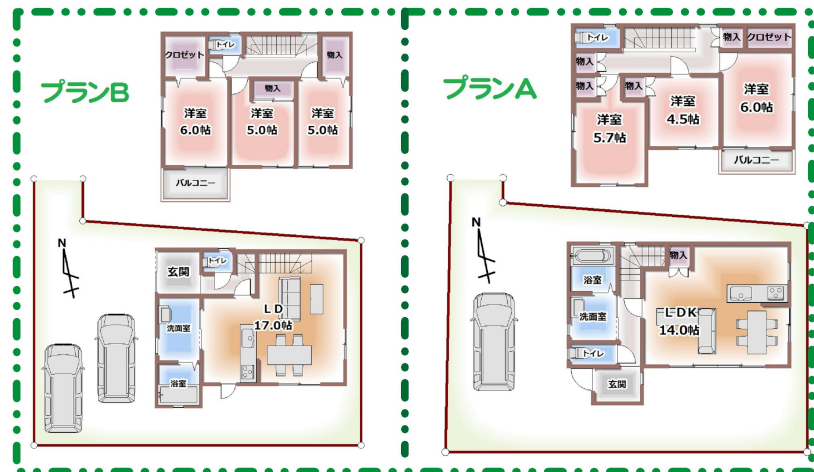 プランB
クロゼット
トイレ
物入
物入
洋室
6.0帖
洋室
5.0帖
洋室
5.0帖
バルコニー
N
玄関
トイレ
洗面室
LD
17.0帖
浴室
プランA
トイレ
物入
クロゼット
物入
物入
物入
洋室
5.7帖
洋室
4.5帖
洋室
6.0帖
バルコニー
N
浴室
物入
洗面室
LDK
14.0帖
トイレ
玄関